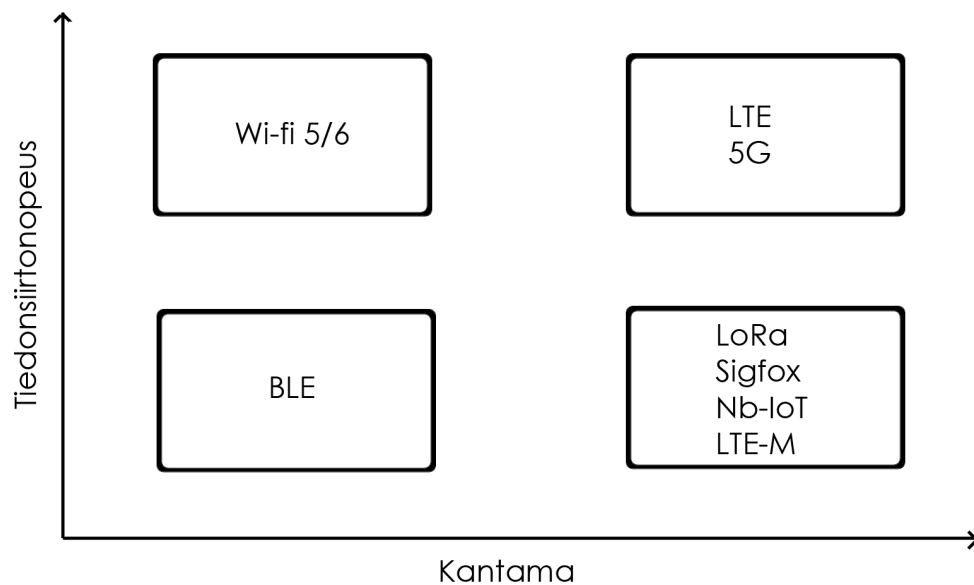 Tiedonsiirtonopeus
Wi-fi 5/6
LTE
5G
BLE
LoRa
Sigfox
Nb-IoT
LTE-M
Kantama